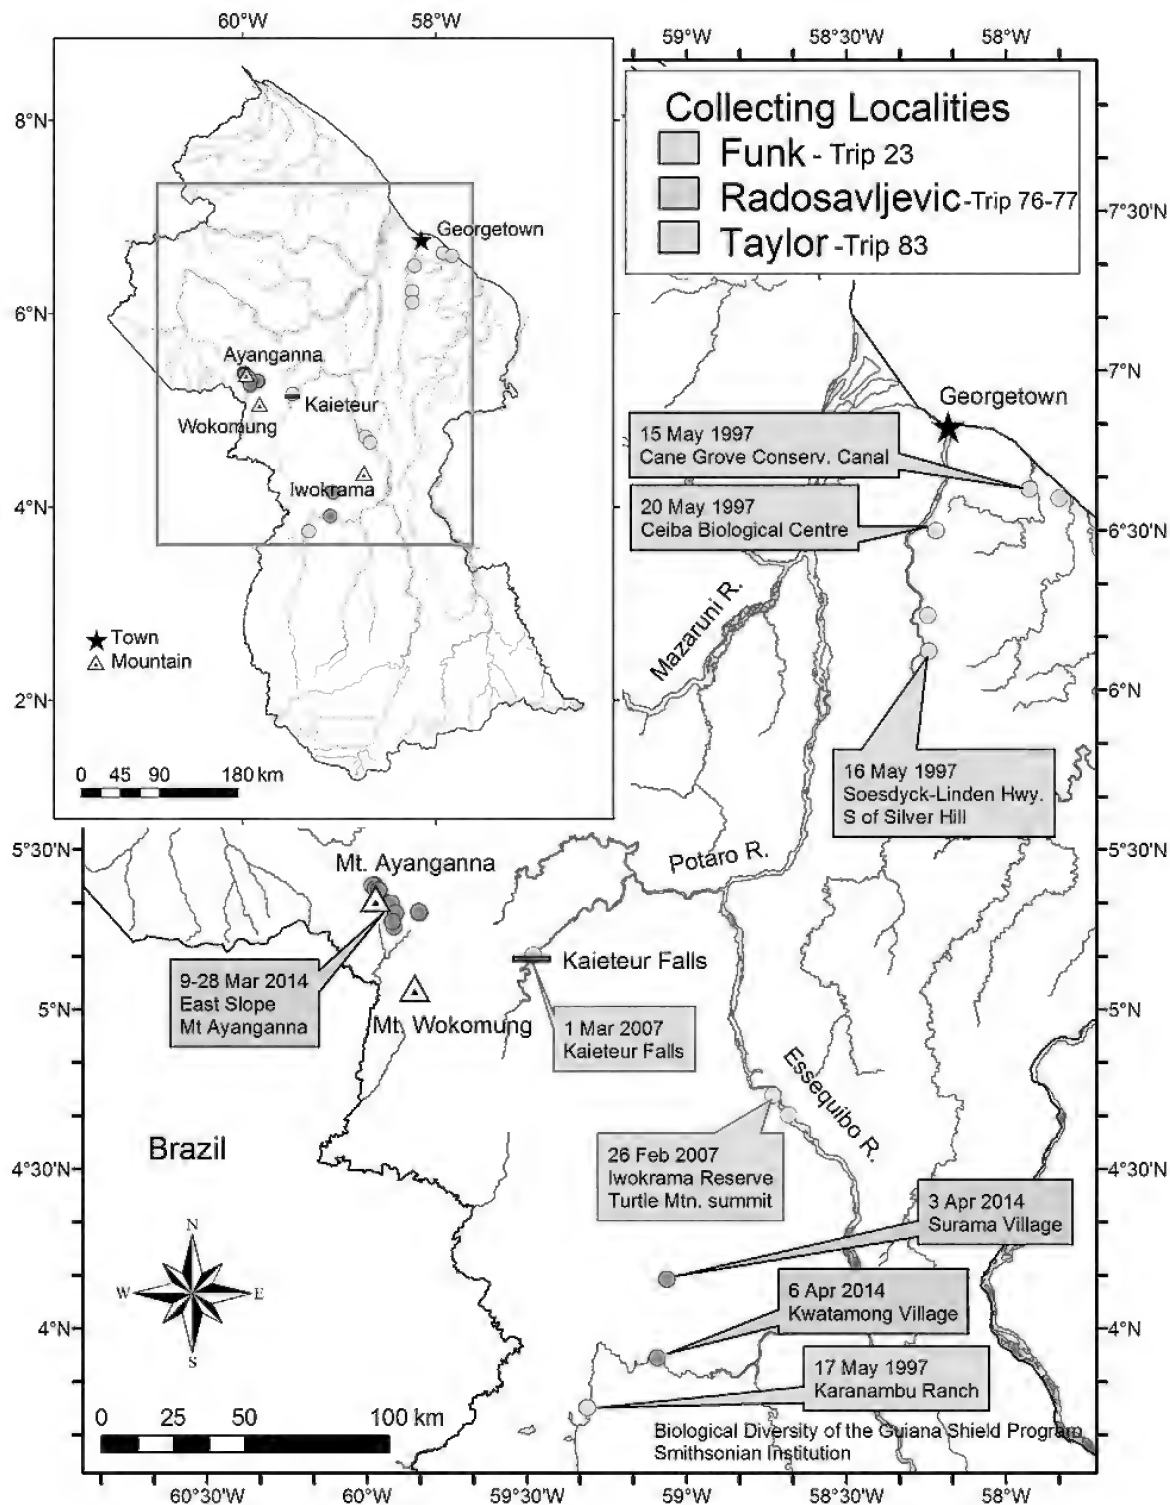 60°W
58°W
8°N
6°N
4°N
2°N
Georgetown
Ayanganna
Kaieteur
Wokomung
Iwokrama
Town
Mountain
0 45 90 180 km
59°W
58°30'W
58°W
Collecting Localities
Funk - Trip 23
Radosavljevic -Trip 76-77
Taylor -Trip 83
7°30'N
7°N
Georgetown
15 May 1997
Cane Grove Conserv. Canal
20 May 1997
Ceiba Biological Centre
6°30'N
Mazaruni R.
6°N
16 May 1997
Soesdyck-Linden Hwy.
S of Silver Hill
5°30'N
5°30'N
Mt. Ayanganna
Potaro R.
9-28 Mar 2014
East Slope
Mt Ayanganna
Kaieteur Falls
5°N
5°N
Mt. Wokomung
1 Mar 2007
Kaieteur Falls
Essequibo R.
Brazil
26 Feb 2007
Iwokrama Reserve
Turtle Mtn. summit
4°30'N
4°30'N
3 Apr 2014
Surama Village
N
W
E
S
6 Apr 2014
Kwatamong Village
4°N
4°N
17 May 1997
Karanambu Ranch
0 25 50 100 km
Biological Diversity of the Guiana Shield Program
Smithsonian Institution
60°30'W
60°W
59°30'W
59°W
58°30'W
58°W